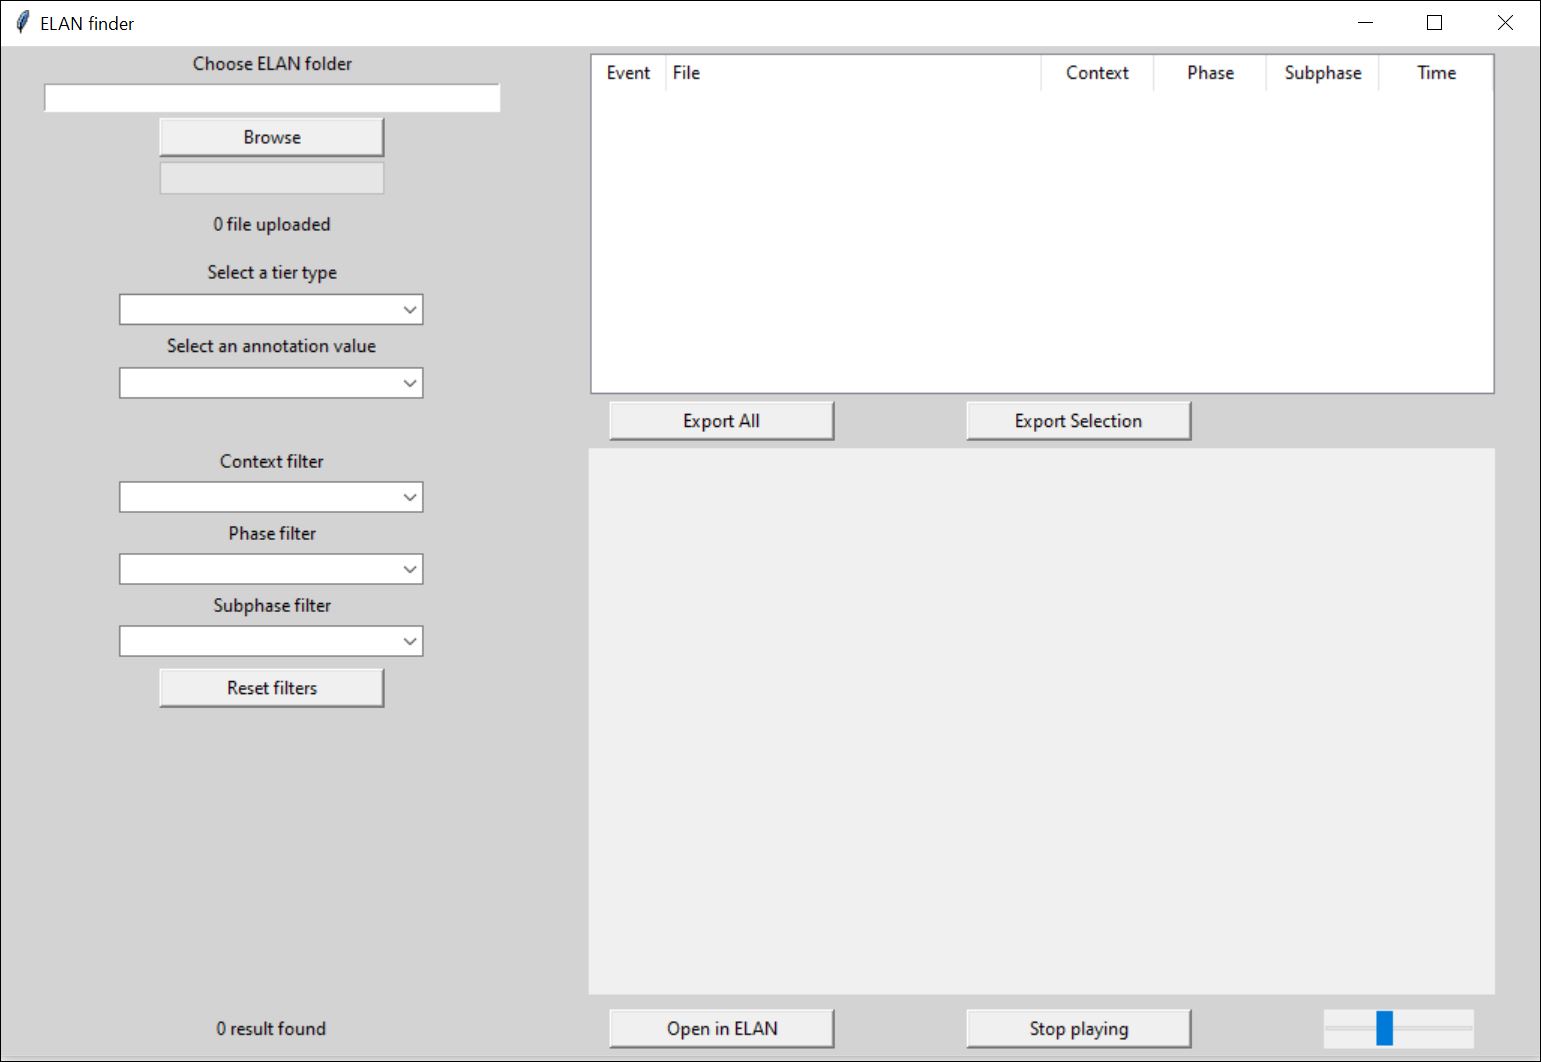 ELAN finder
Choose ELAN folder
Browse
0 file uploaded
Select a tier type
Select an annotation value
Context filter
Phase filter
Subphase filter
Reset filters
0 result found
Event File Context Phase Subphase Time
Export All Export Selection
Open in ELAN Stop playing